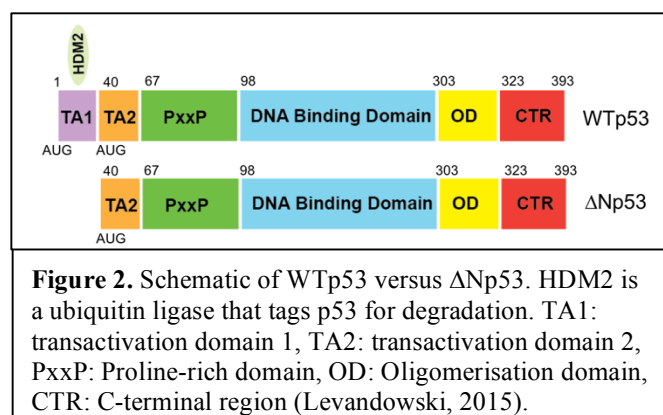 HDM2
1 40 67 98 303 323 393
TA1 TA2 PxxP DNA Binding Domain OD CTR WTp53
AUG AUG
40 67 98 303 323 393
TA2 PxxP DNA Binding Domain OD CTR ΔNp53
AUG
Figure 2. Schematic of WTp53 versus ΔNp53. HDM2 is
a ubiquitin ligase that tags p53 for degradation. TA1:
transactivation domain 1, TA2: transactivation domain 2,
PxxP: Proline-rich domain, OD: Oligomerisation domain,
CTR: C-terminal region (Levandowski, 2015).